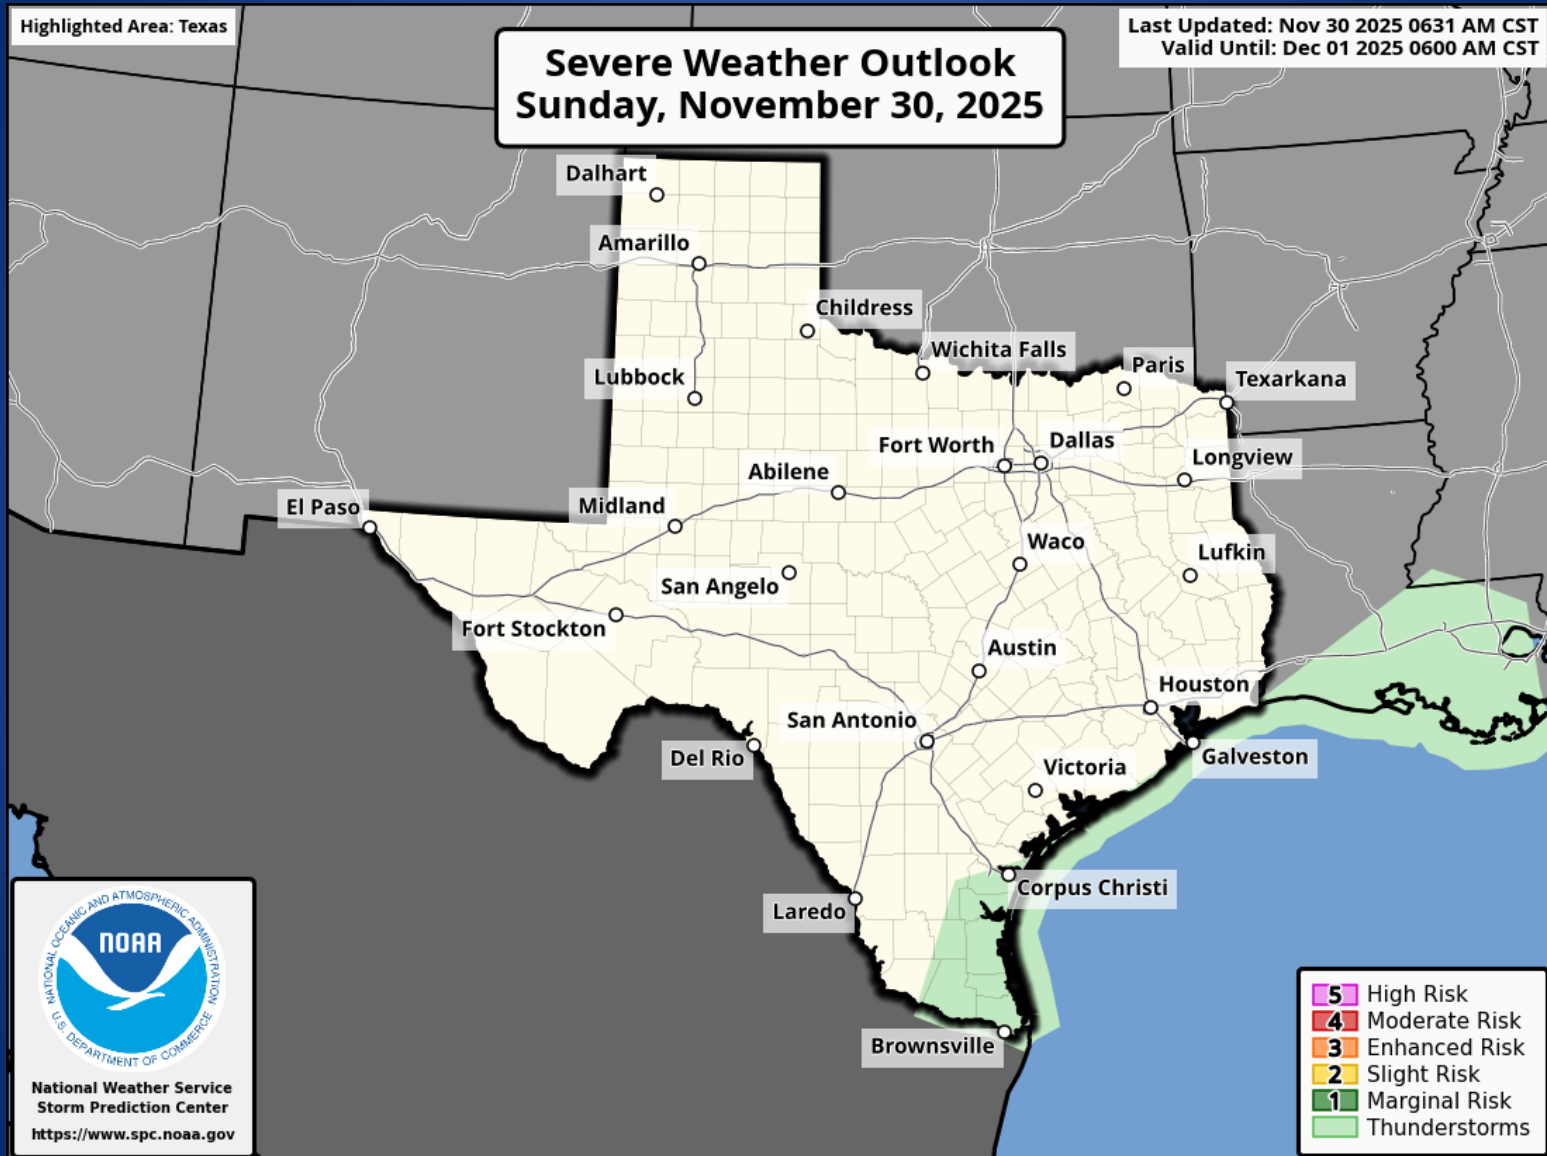 Highlighted Area: Texas
Last Updated: Nov 30 2025 0631 AM CST
Valid Until: Dec 01 2025 0600 AM CST
Severe Weather Outlook
Sunday, November 30, 2025
Dalhart
Amarillo
Childress
Wichita Falls
Paris
Texarkana
Lubbock
Fort Worth
Dallas
Longview
Abilene
El Paso
Midland
Waco
Lufkin
San Angelo
Fort Stockton
Austin
Houston
San Antonio
Del Rio
Galveston
Victoria
Corpus Christi
Laredo
Brownsville
NATIONAL OCEANIC AND ATMOSPHERIC ADMINISTRATION
NOAA
U.S. DEPARTMENT OF COMMERCE
National Weather Service
Storm Prediction Center
https://www.spc.noaa.gov
5 High Risk
4 Moderate Risk
3 Enhanced Risk
2 Slight Risk
1 Marginal Risk
Thunderstorms